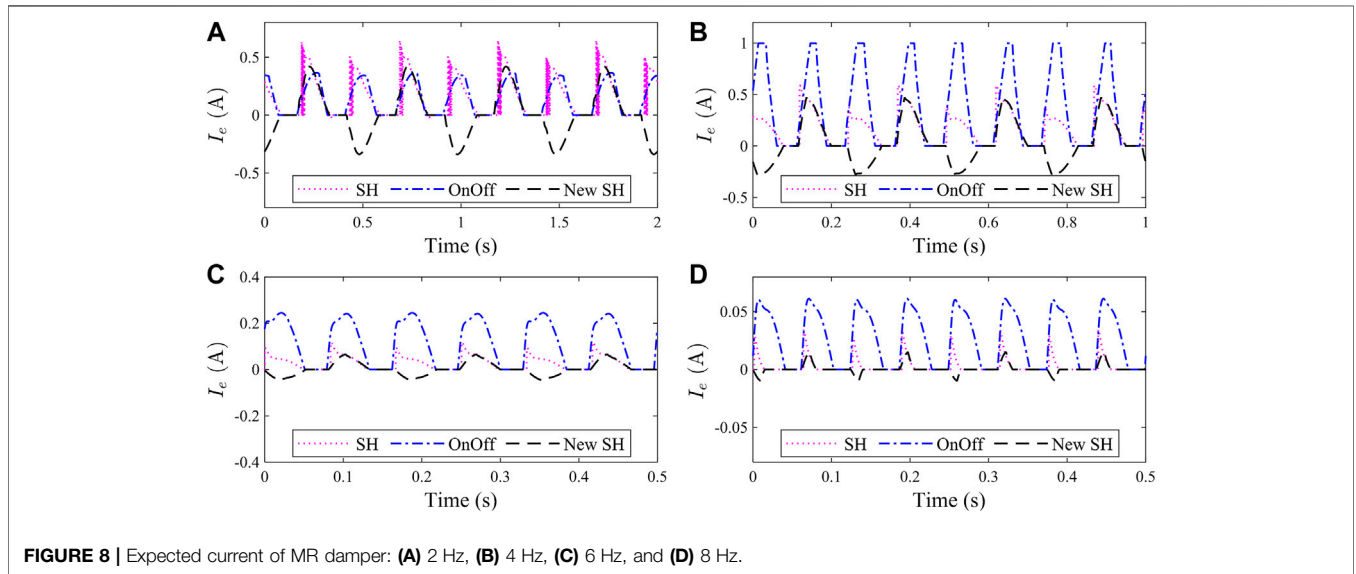 A
0.5
0
-0.5
I_e (A)
SH OnOff New SH
0 0.5 1 1.5 2
Time (s)
B
1
0.5
0
-0.5
I_e (A)
SH OnOff New SH
0 0.2 0.4 0.6 0.8 1
Time (s)
C
0.4
0.2
0
-0.2
-0.4
I_e (A)
SH OnOff New SH
0 0.1 0.2 0.3 0.4 0.5
Time (s)
D
0.05
0
-0.05
I_e (A)
SH OnOff New SH
0 0.1 0.2 0.3 0.4 0.5
Time (s)
FIGURE 8 | Expected current of MR damper: (A) 2 Hz, (B) 4 Hz, (C) 6 Hz, and (D) 8 Hz.